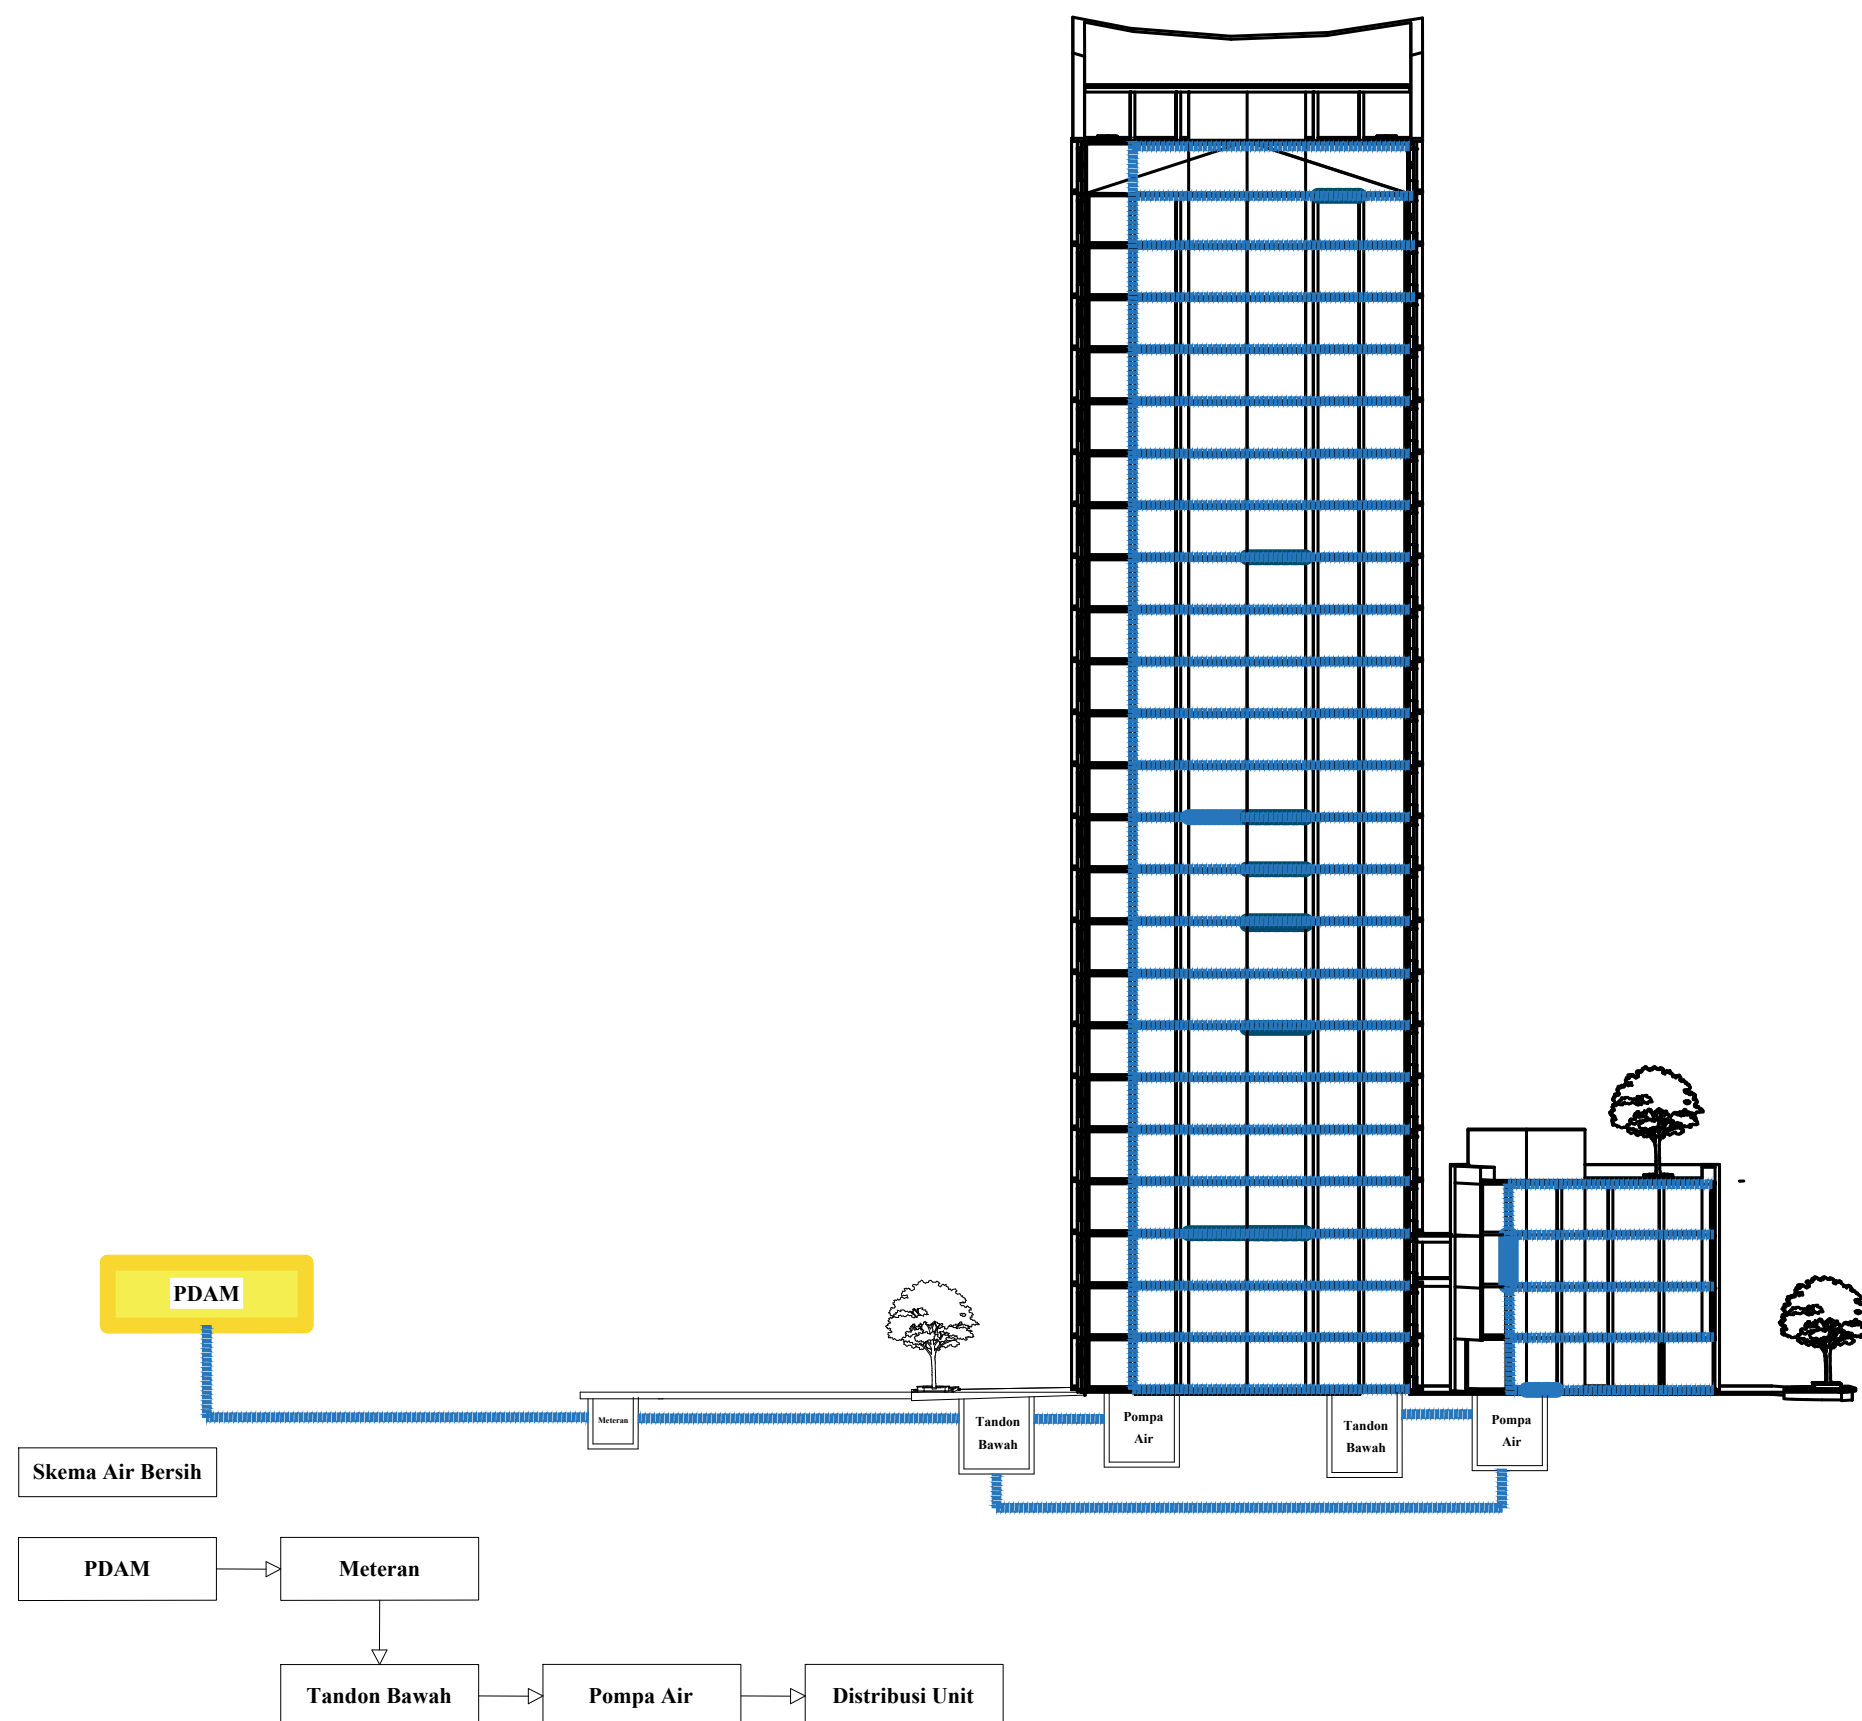 PDAM
Meteran
Tandon
Bawah
Pompa
Air
Tandon
Bawah
Pompa
Air
Skema Air Bersih
PDAM
Meteran
Tandon Bawah
Pompa Air
Distribusi Unit